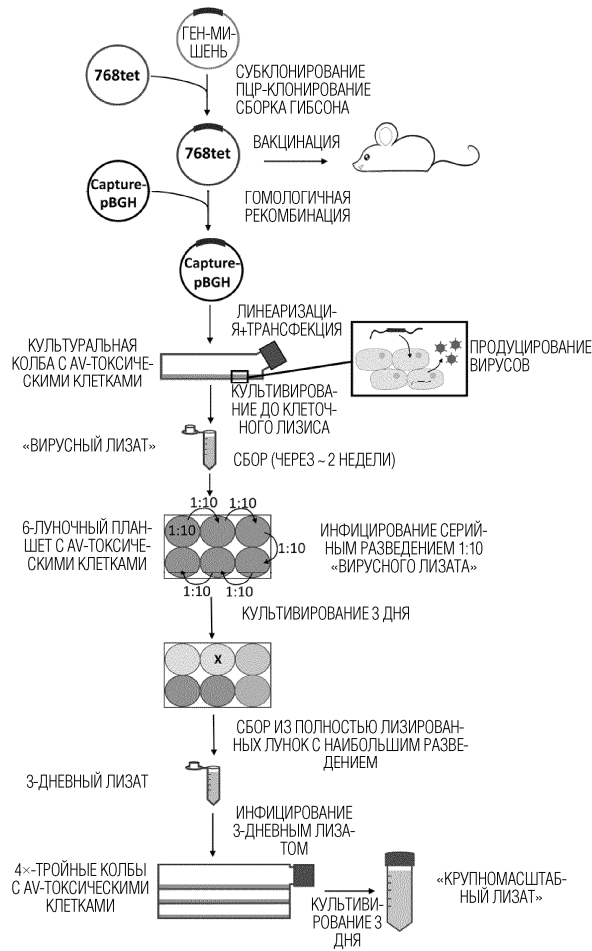 ГЕН-МИ-
ШЕНЬ
768tet
СУБКЛОНИРОВАНИЕ
ПЦР-КЛОНИРОВАНИЕ
СБОРКА ГИБСОНА
768tet
ВАКЦИНАЦИЯ
Capture-
pBGH
ГОМОЛОГИЧНАЯ
РЕКОМБИНАЦИЯ
Capture-
pBGH
ЛИНЕАРИЗАЦИ-
Я+ТРАНСФЕКЦИЯ
КУЛЬТУРАЛЬНАЯ
КОЛБА С AV-ТОКСИЧЕ-
СКИМИ КЛЕТКАМИ
ПРОДУЦИРОВАНИЕ
ВИРУСОВ
КУЛЬТИВИРОВА-
НИЕ ДО КЛЕТОЧ-
НОГО ЛИЗИСА
«ВИРУСНЫЙ ЛИЗАТ»
СБОР (ЧЕРЕЗ ~ 2 НЕДЕЛИ)
6-ЛУНОЧНЫЙ ПЛАН-
ШЕТ С AV-ТОКСИЧЕ-
СКИМИ КЛЕТКАМИ
1:10 1:10
1:10
1:10
1:10 1:10
ИНФИЦИРОВАНИЕ СЕРИЙ-
НЫМ РАЗВЕДЕНИЕМ 1:10
«ВИРУСНОГО ЛИЗАТА»
КУЛЬТИВИРОВАНИЕ 3 ДНЯ
X
СБОР ИЗ ПОЛНОСТЬЮ ЛИЗИРОВАН-
НЫХ ЛУНОК С НАИБОЛЬШИМ РАЗВЕ-
ДЕНИЕМ
3-ДНЕВНЫЙ ЛИЗАТ
ИНФИЦИРОВАНИЕ
3-ДНЕВНЫМ ЛИЗА-
ТОМ
4×-ТРОЙНЫЕ КОЛБЫ
С AV-ТОКСИЧЕСКИМИ
КЛЕТКАМИ
КУЛЬТИВИ-
РОВАНИЕ 3
ДНЯ
«КРУПНОМАСШТАБ-
НЫЙ ЛИЗАТ»